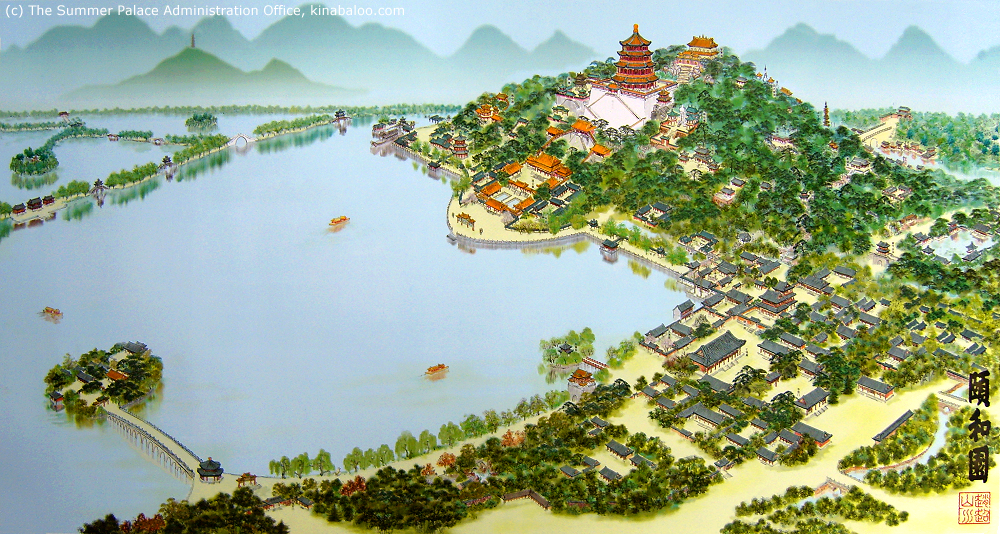 (c) The Summer Palace Administration Office, kinabaloo.com
頤和園